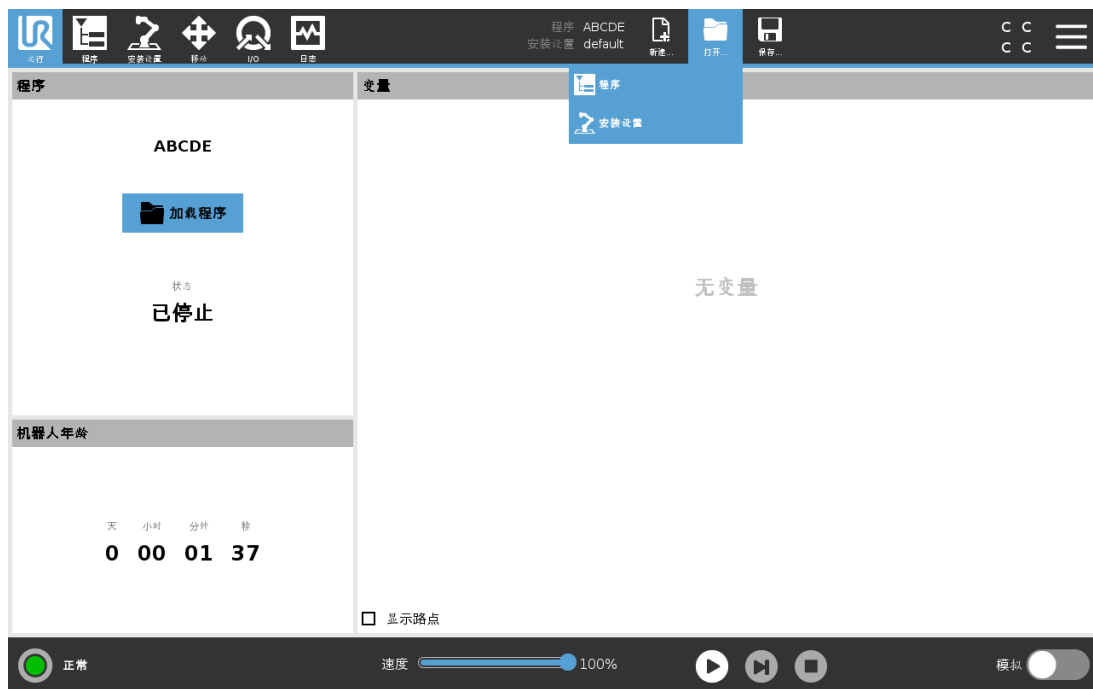 UR
运行
程序
安装设置
移动
I/O
日志
程序 ABCDE
安装设置 default
新建...
打开...
保存...
C C
C C
程序
安装设置
程序
变量
ABCDE
加载程序
状态
已停止
无变量
机器人年龄
天 小时 分钟 秒
0 00 01 37
显示路点
正常
速度 100%
模拟